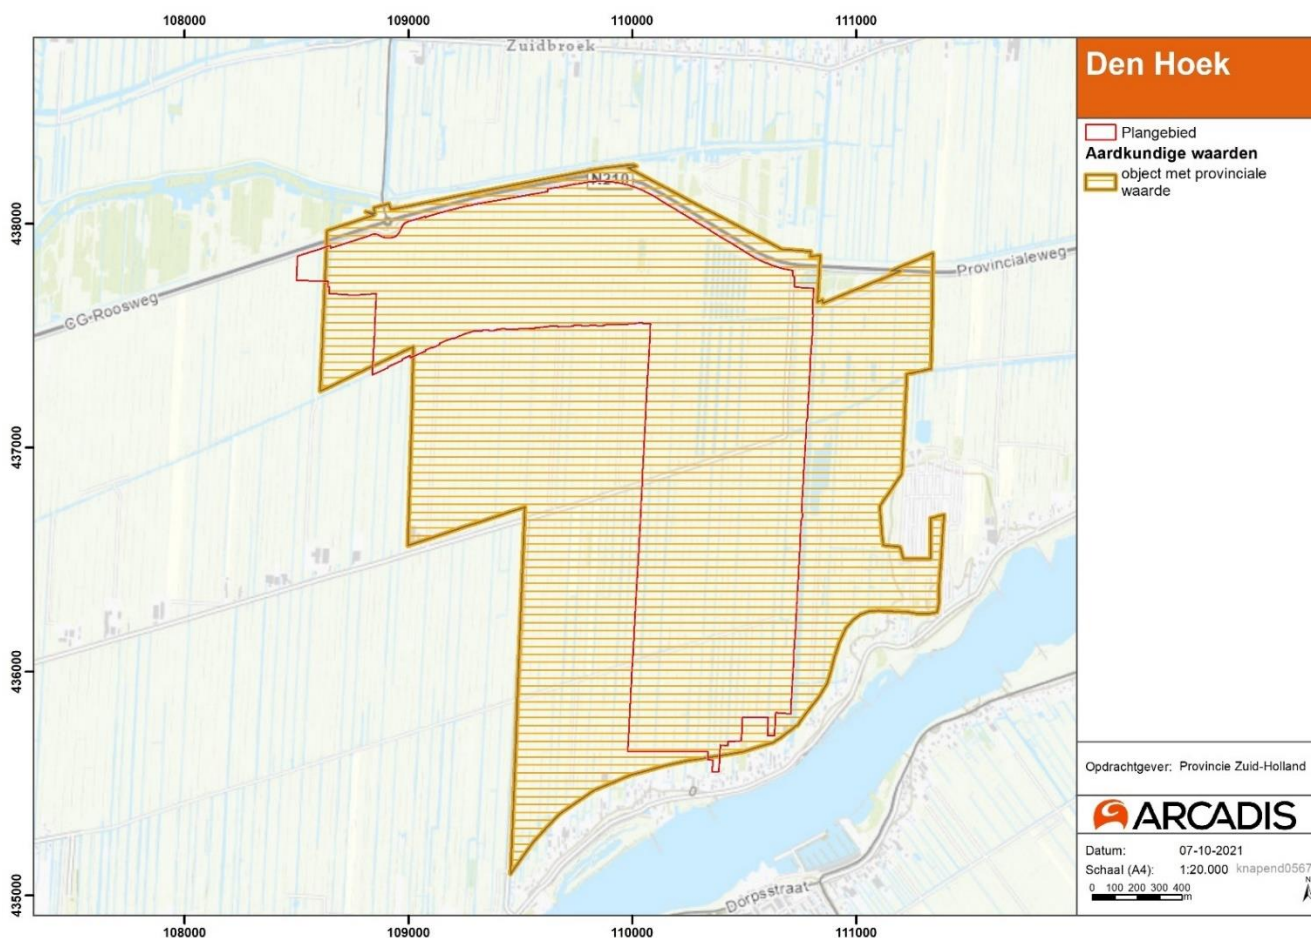 108000 109000 110000 111000
Zuidbroek
Den Hoek
Plangebied
Aardkundige waarden
object met provinciale
waarde
N210
438000
Provincialeweg
CG-Roosweg
437000
436000
Opdrachtgever: Provincie Zuid-Holland
ARCADIS
Datum: 07-10-2021
Schaal (A4): 1:20.000 knapend0567
0 100 200 300 400
m
N
Dorpsstraat
435000
108000 109000 110000 111000